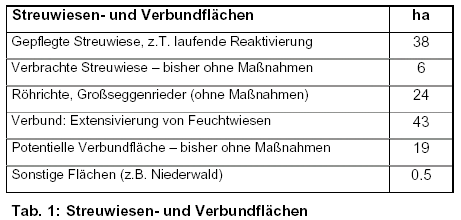 Streuwiesen- und Verbundflächen ha
Gepflegte Streuwiese, z.T. laufende Reaktivierung 38
Verbrachte Streuwiese – bisher ohne Maßnahmen 6
Röhrichte, Großseggenrieder (ohne Maßnahmen) 24
Verbund: Extensivierung von Feuchtwiesen 43
Potentielle Verbundfläche – bisher ohne Maßnahmen 19
Sonstige Flächen (z.B. Niederwald) 0.5
Tab. 1: Streuwiesen- und Verbundflächen